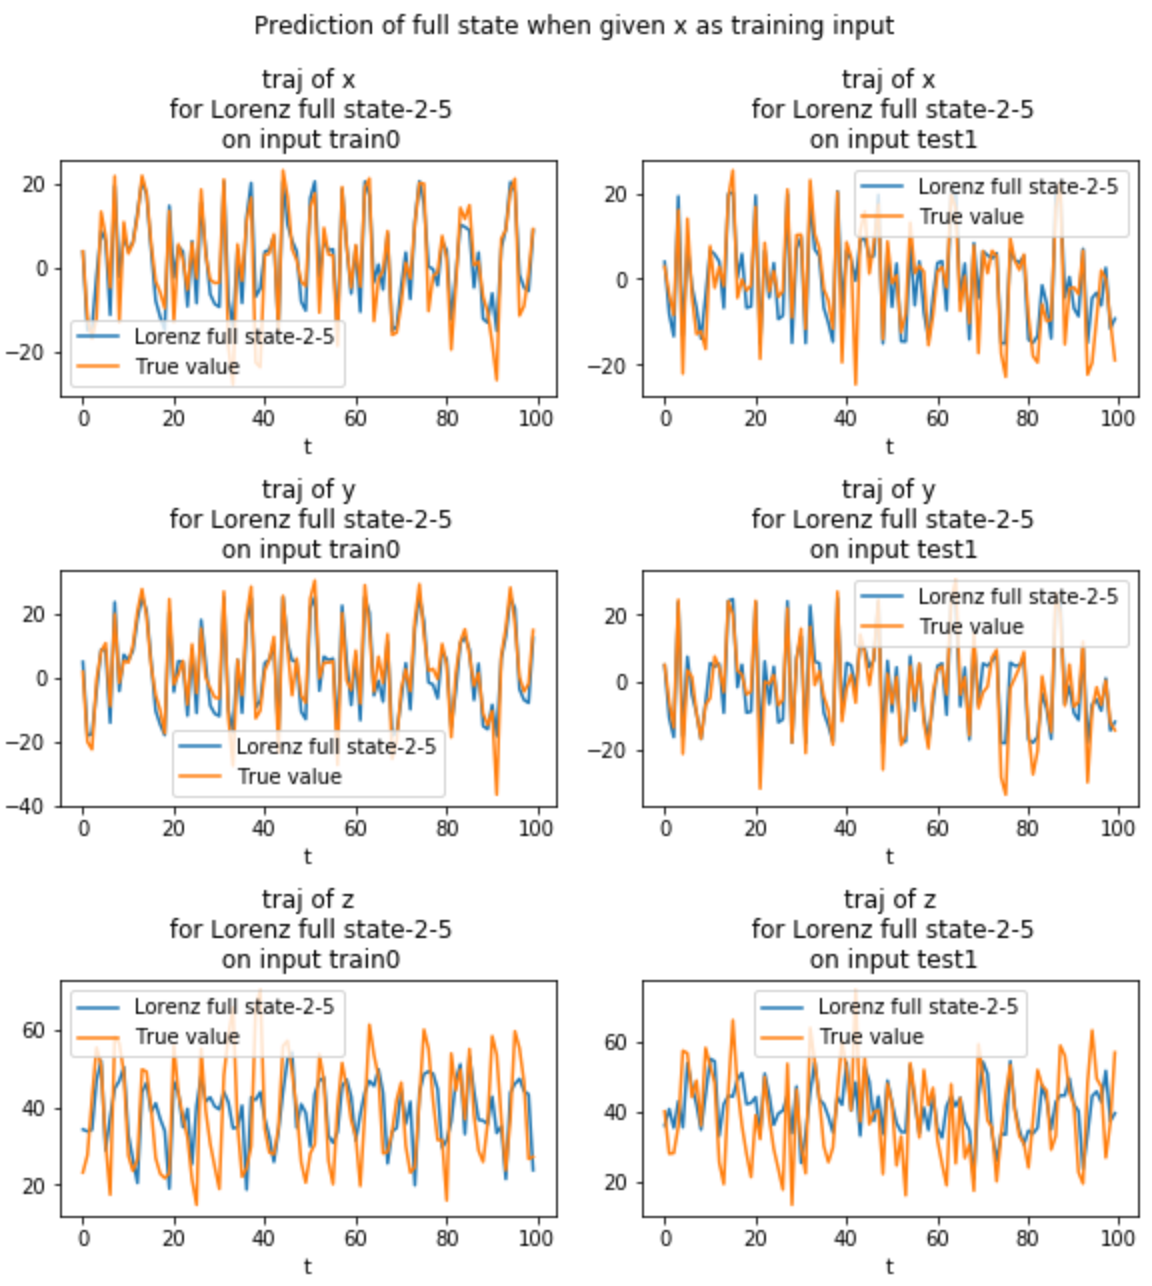 Prediction of full state when given x as training input
traj of x
for Lorenz full state-2-5
on input train0
20
0
−20
Lorenz full state-2-5
True value
0 20 40 60 80 100
t
traj of x
for Lorenz full state-2-5
on input test1
20
0
−20
Lorenz full state-2-5
True value
0 20 40 60 80 100
t
traj of y
for Lorenz full state-2-5
on input train0
20
0
−20
−40
Lorenz full state-2-5
True value
0 20 40 60 80 100
t
traj of y
for Lorenz full state-2-5
on input test1
20
0
−20
Lorenz full state-2-5
True value
0 20 40 60 80 100
t
traj of z
for Lorenz full state-2-5
on input train0
60
40
20
Lorenz full state-2-5
True value
0 20 40 60 80 100
t
traj of z
for Lorenz full state-2-5
on input test1
60
40
20
Lorenz full state-2-5
True value
0 20 40 60 80 100
t